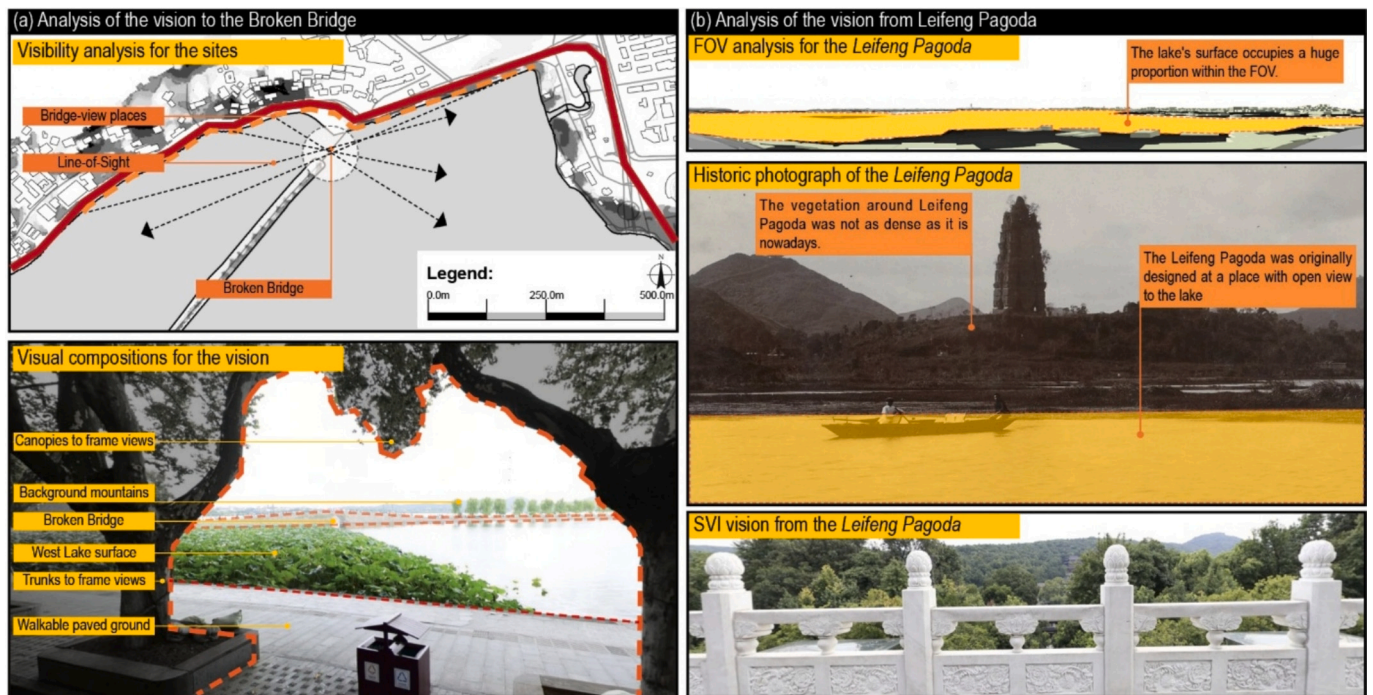 (a) Analysis of the vision to the Broken Bridge
Visibility analysis for the sites
Bridge-view places
Line-of-Sight
Broken Bridge
Legend:
N
0.0m 250.0m 500.0m
Visual compositions for the vision
Canopies to frame views
Background mountains
Broken Bridge
West Lake surface
Trunks to frame views
Walkable paved ground
(b) Analysis of the vision from Leifeng Pagoda
FOV analysis for the Leifeng Pagoda
The lake's surface occupies a huge
proportion within the FOV.
Historic photograph of the Leifeng Pagoda
The vegetation around Leifeng
Pagoda was not as dense as it is
nowadays.
The Leifeng Pagoda was originally
designed at a place with open view
to the lake
SVI vision from the Leifeng Pagoda